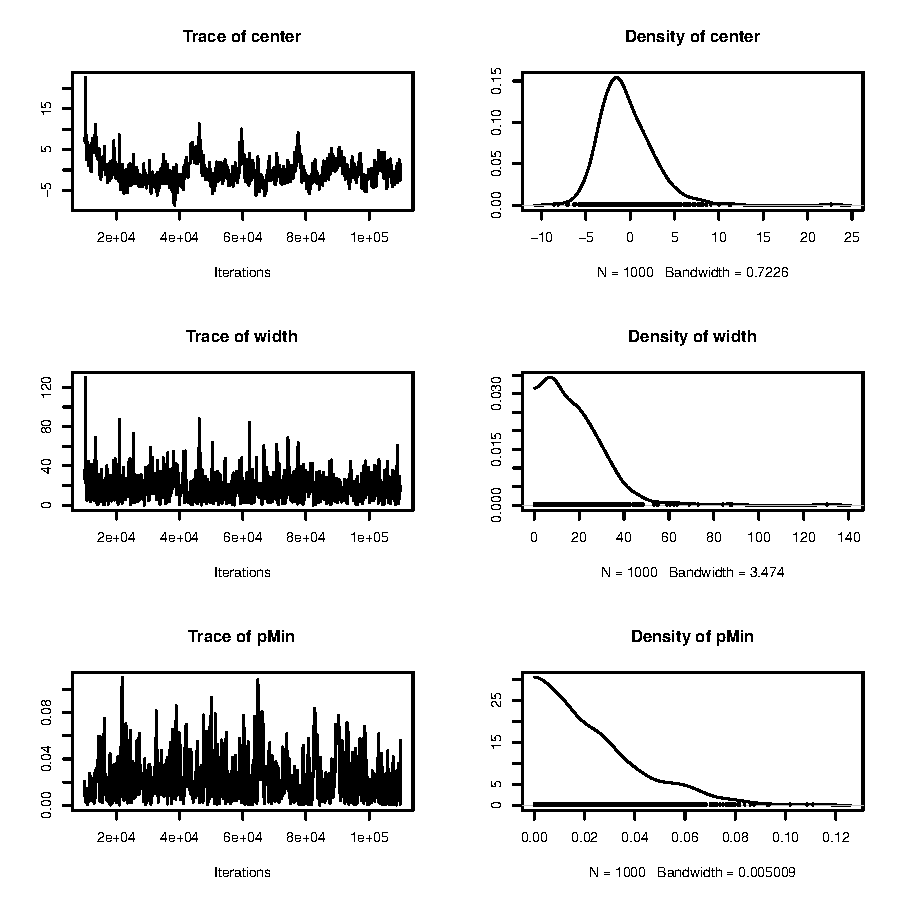 Trace of center
Density of center
15
5
−5
2e+04 4e+04 6e+04 8e+04 1e+05
Iterations
0.15
0.10
0.05
0.00
−10 −5 0 5 10 15 20 25
N = 1000 Bandwidth = 0.7226
Trace of width
Density of width
120
80
40
0
2e+04 4e+04 6e+04 8e+04 1e+05
Iterations
0.030
0.015
0.000
0 20 40 60 80 100 120 140
N = 1000 Bandwidth = 3.474
Trace of pMin
Density of pMin
0.08
0.04
0.00
2e+04 4e+04 6e+04 8e+04 1e+05
Iterations
25
15
5
0
0.00 0.02 0.04 0.06 0.08 0.10 0.12
N = 1000 Bandwidth = 0.005009